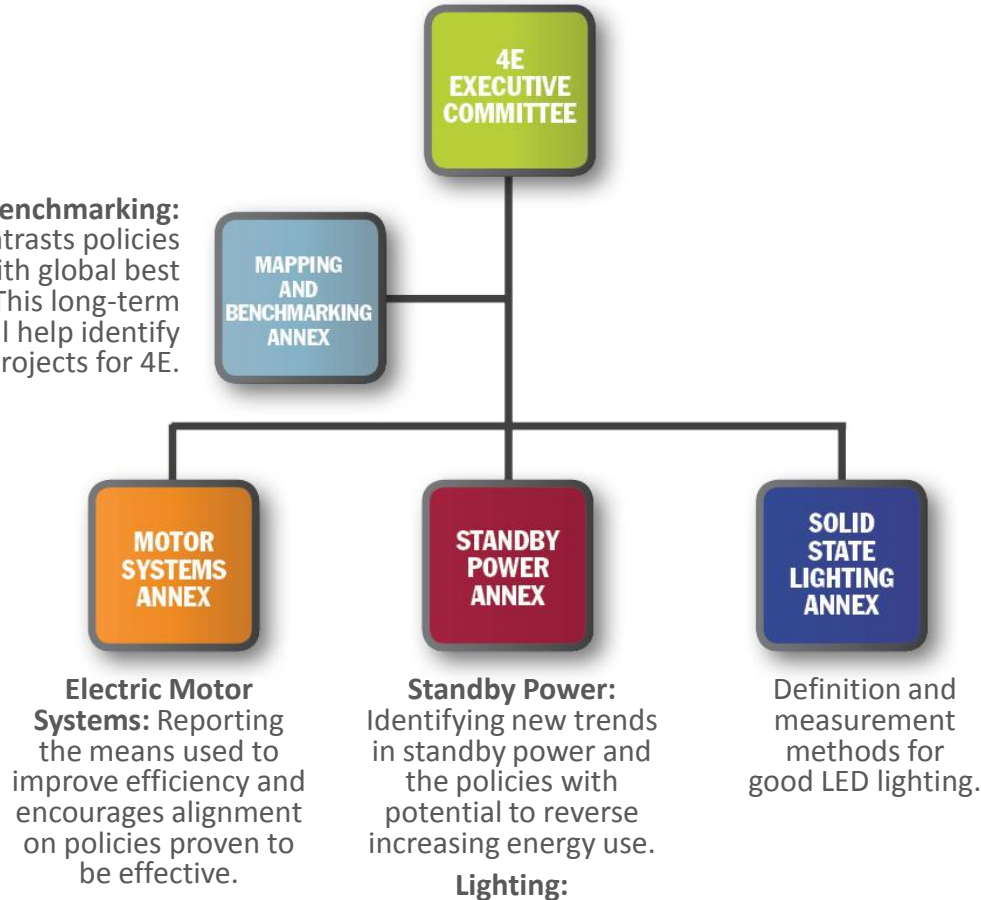 4E
EXECUTIVE
COMMITTEE
enchmarking:
ntrasts policies
ith global best
This long-term
l help identify
rojects for 4E.
MAPPING
AND
BENCHMARKING
ANNEX
MOTOR
SYSTEMS
ANNEX
STANDBY
POWER
ANNEX
SOLID
STATE
LIGHTING
ANNEX
Electric Motor
Systems: Reporting
the means used to
improve efficiency and
encourages alignment
on policies proven to
be effective.
Standby Power:
Identifying new trends
in standby power and
the policies with
potential to reverse
increasing energy use.
Lighting:
Definition and
measurement
methods for
good LED lighting.